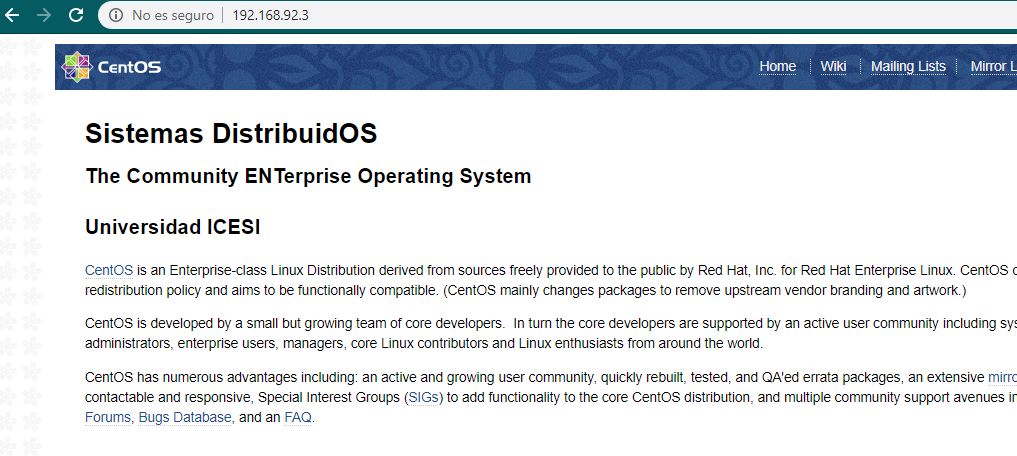 No es seguro 192.168.92.3
CentOS Home Wiki Mailing Lists Mirror
Sistemas DistribuidOS
The Community ENTerprise Operating System
Universidad ICESI
CentOS is an Enterprise-class Linux Distribution derived from sources freely provided to the public by Red Hat, Inc. for Red Hat Enterprise Linux. CentOS
redistribution policy and aims to be functionally compatible. (CentOS mainly changes packages to remove upstream vendor branding and artwork.)
CentOS is developed by a small but growing team of core developers.  In turn the core developers are supported by an active user community including
administrators, enterprise users, managers, core Linux contributors and Linux enthusiasts from around the world.
CentOS has numerous advantages including: an active and growing user community, quickly rebuilt, tested, and QA'ed errata packages, an extensive
contactable and responsive, Special Interest Groups (SIGs) to add functionality to the core CentOS distribution, and multiple community support avenues
Forums, Bugs Database, and an FAQ.